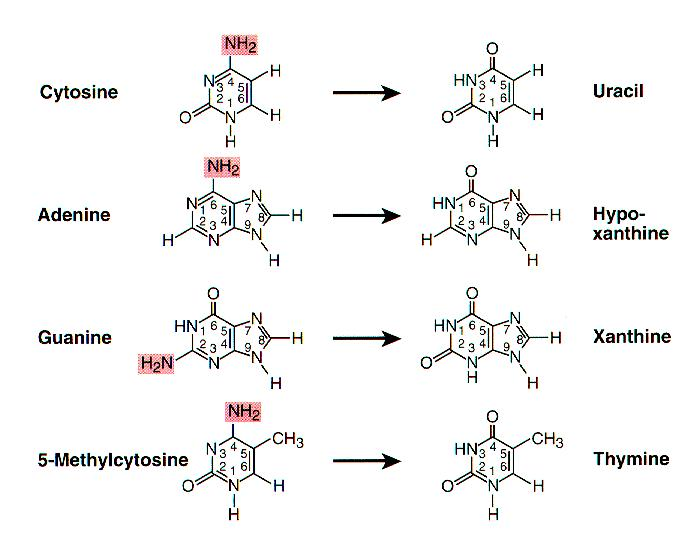 NH2
H
Cytosine
N 3 4 5
O 2 1 6
N H
H
O
H
HN 3 4 5
O 2 1 6
N H
H
Uracil
NH2
N 1 6 5 N 7
Adenine
2 3 4 9 8 H
H N N
H
O
HN 1 6 5 N 7
2 3 4 9 8 H
H N N
H
Hypo-
xanthine
O
HN 1 6 5 N 7
Guanine
2 3 4 9 8 H
H2N N N
H
O
HN 1 6 5 N 7
2 3 4 9 8 H
O N N
H H
Xanthine
NH2
CH3
N 3 4 5
5-Methylcytosine
2 1 6
O N H
H
O
CH3
HN 3 4 5
2 1 6
O N H
H
Thymine